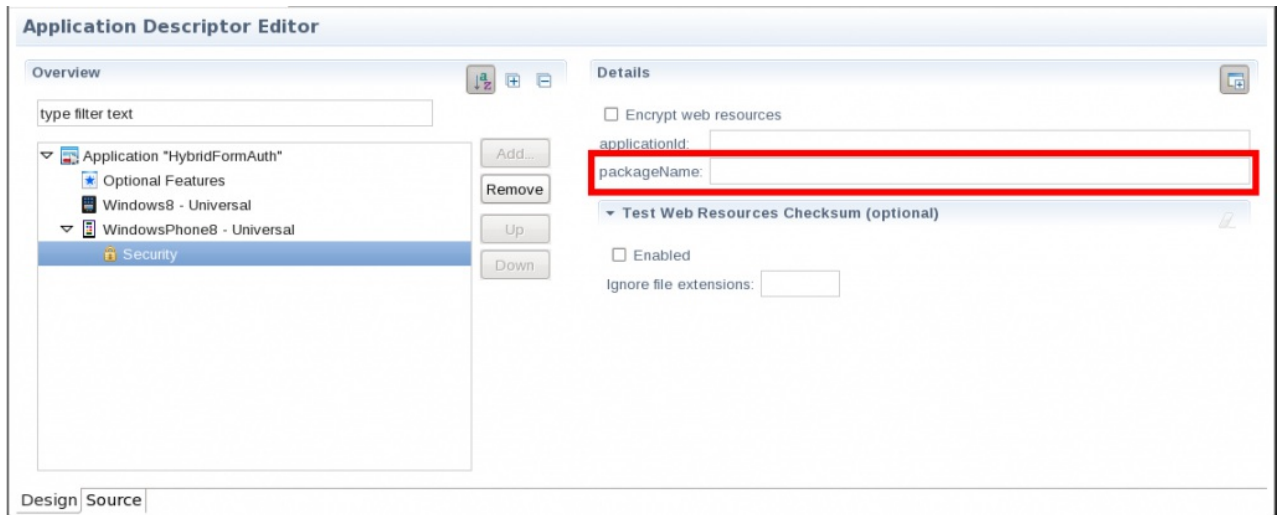 Application Descriptor Editor
Overview
type filter text
Application "HybridFormAuth"
Optional Features
Windows8 - Universal
WindowsPhone8 - Universal
Security
Add...
Remove
Up
Down
Details
Encrypt web resources
applicationId:
packageName:
Test Web Resources Checksum (optional)
Enabled
Ignore file extensions:
Design Source